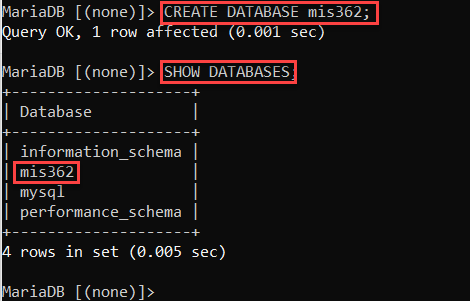 MariaDB [(none)]> CREATE DATABASE mis362;
Query OK, 1 row affected (0.001 sec)
MariaDB [(none)]> SHOW DATABASES;
+--------------------+
| Database           |
+--------------------+
| information_schema |
| mis362             |
| mysql              |
| performance_schema |
+--------------------+
4 rows in set (0.005 sec)
MariaDB [(none)]>